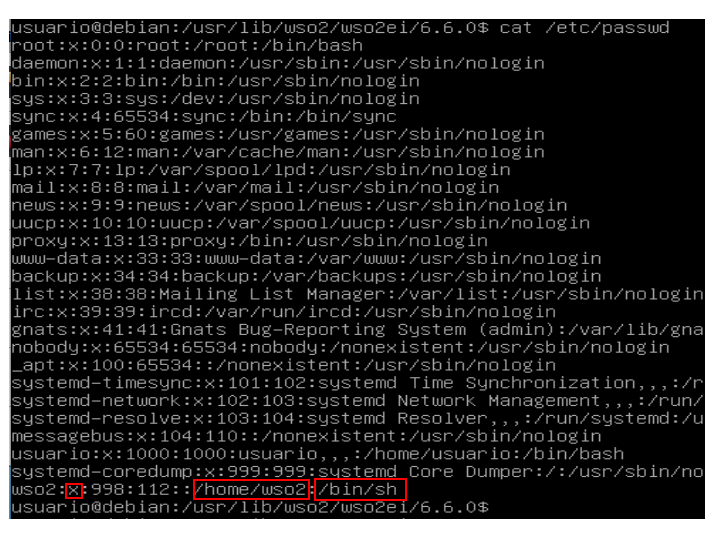 usuario@debian:/usr/lib/wso2/wso2ei/6.6.0$ cat /etc/passwd
root:x:0:0:root:/root:/bin/bash
daemon:x:1:1:daemon:/usr/sbin:/usr/sbin/nologin
bin:x:2:2:bin:/bin:/usr/sbin/nologin
sys:x:3:3:sys:/dev:/usr/sbin/nologin
sync:x:4:65534:sync:/bin:/bin/sync
games:x:5:60:games:/usr/games:/usr/sbin/nologin
man:x:6:12:man:/var/cache/man:/usr/sbin/nologin
lp:x:7:7:lp:/var/spool/lpd:/usr/sbin/nologin
mail:x:8:8:mail:/var/mail:/usr/sbin/nologin
news:x:9:9:news:/var/spool/news:/usr/sbin/nologin
uucp:x:10:10:uucp:/var/spool/uucp:/usr/sbin/nologin
proxy:x:13:13:proxy:/bin:/usr/sbin/nologin
www-data:x:33:33:www-data:/var/www:/usr/sbin/nologin
backup:x:34:34:backup:/var/backups:/usr/sbin/nologin
list:x:38:38:Mailing List Manager:/var/list:/usr/sbin/nologin
irc:x:39:39:ircd:/var/run/ircd:/usr/sbin/nologin
gnats:x:41:41:Gnats Bug-Reporting System (admin):/var/lib/gna
nobody:x:65534:65534:nobody:/nonexistent:/usr/sbin/nologin
_apt:x:100:65534::/nonexistent:/usr/sbin/nologin
systemd-timesync:x:101:102:systemd Time Synchronization,,,:/r
systemd-network:x:102:103:systemd Network Management,,,:/run/
systemd-resolve:x:103:104:systemd Resolver,,,:/run/systemd:/u
messagebus:x:104:110::/nonexistent:/usr/sbin/nologin
usuario:x:1000:1000:usuario,,,:/home/usuario:/bin/bash
systemd-coredump:x:999:999:systemd Core Dumper:/:/usr/sbin/no
wso2:x:998:112::/home/wso2:/bin/sh
usuario@debian:/usr/lib/wso2/wso2ei/6.6.0$